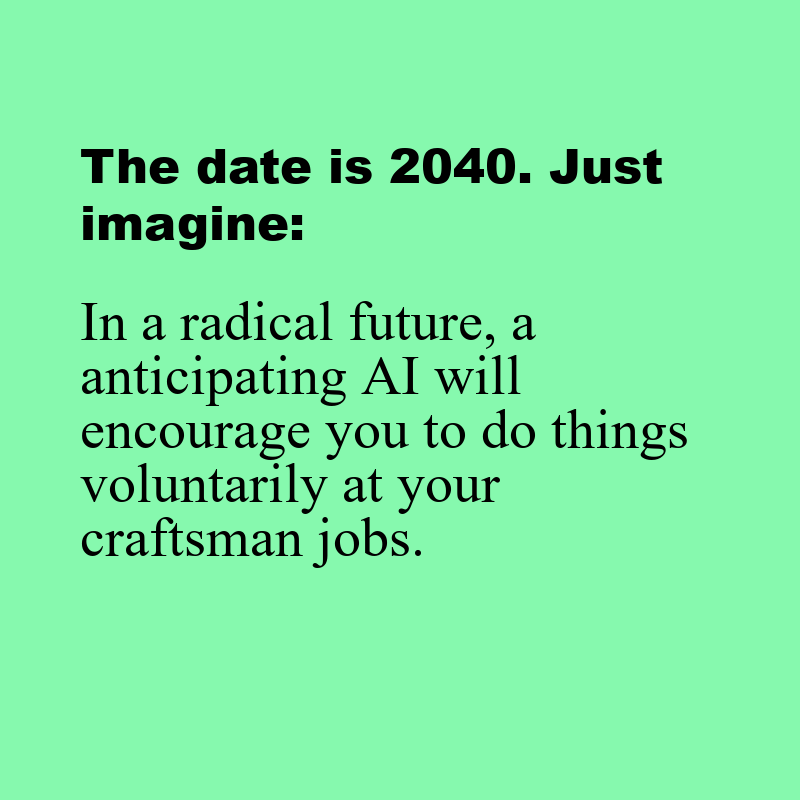 The date is 2040. Just
imagine:
In a radical future, a
anticipating AI will
encourage you to do things
voluntarily at your
craftsman jobs.